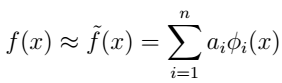 f(x) ≈ f̃(x) = ∑_{i=1}^{n} a_i ϕ_i(x)